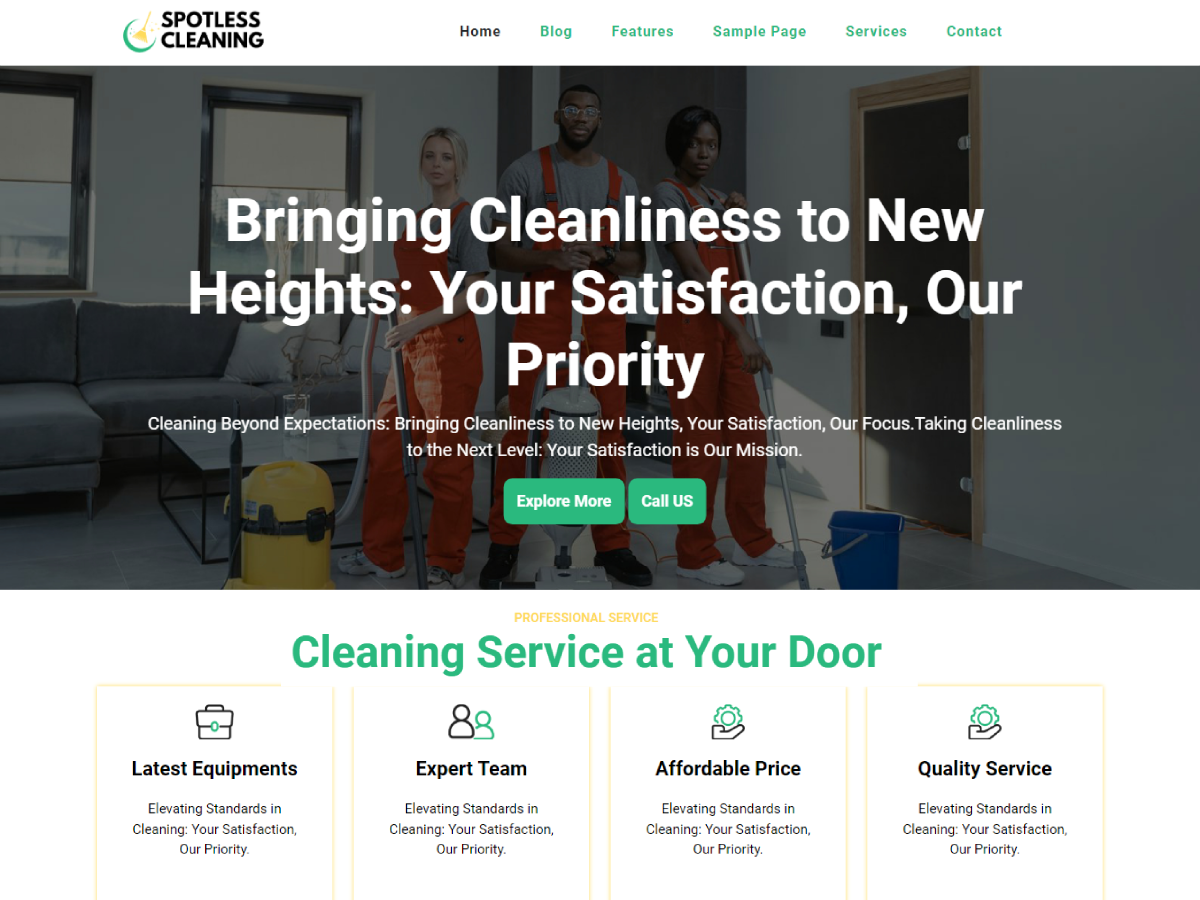 SPOTLESS
CLEANING
Home Blog Features Sample Page Services Contact
Bringing Cleanliness to New
Heights: Your Satisfaction, Our
Priority
Cleaning Beyond Expectations: Bringing Cleanliness to New Heights, Your Satisfaction, Our Focus.Taking Cleanliness
to the Next Level: Your Satisfaction is Our Mission.
Explore More Call US
PROFESSIONAL SERVICE
Cleaning Service at Your Door
Latest Equipments
Elevating Standards in
Cleaning: Your Satisfaction,
Our Priority.
Expert Team
Elevating Standards in
Cleaning: Your Satisfaction,
Our Priority.
Affordable Price
Elevating Standards in
Cleaning: Your Satisfaction,
Our Priority.
Quality Service
Elevating Standards in
Cleaning: Your Satisfaction,
Our Priority.